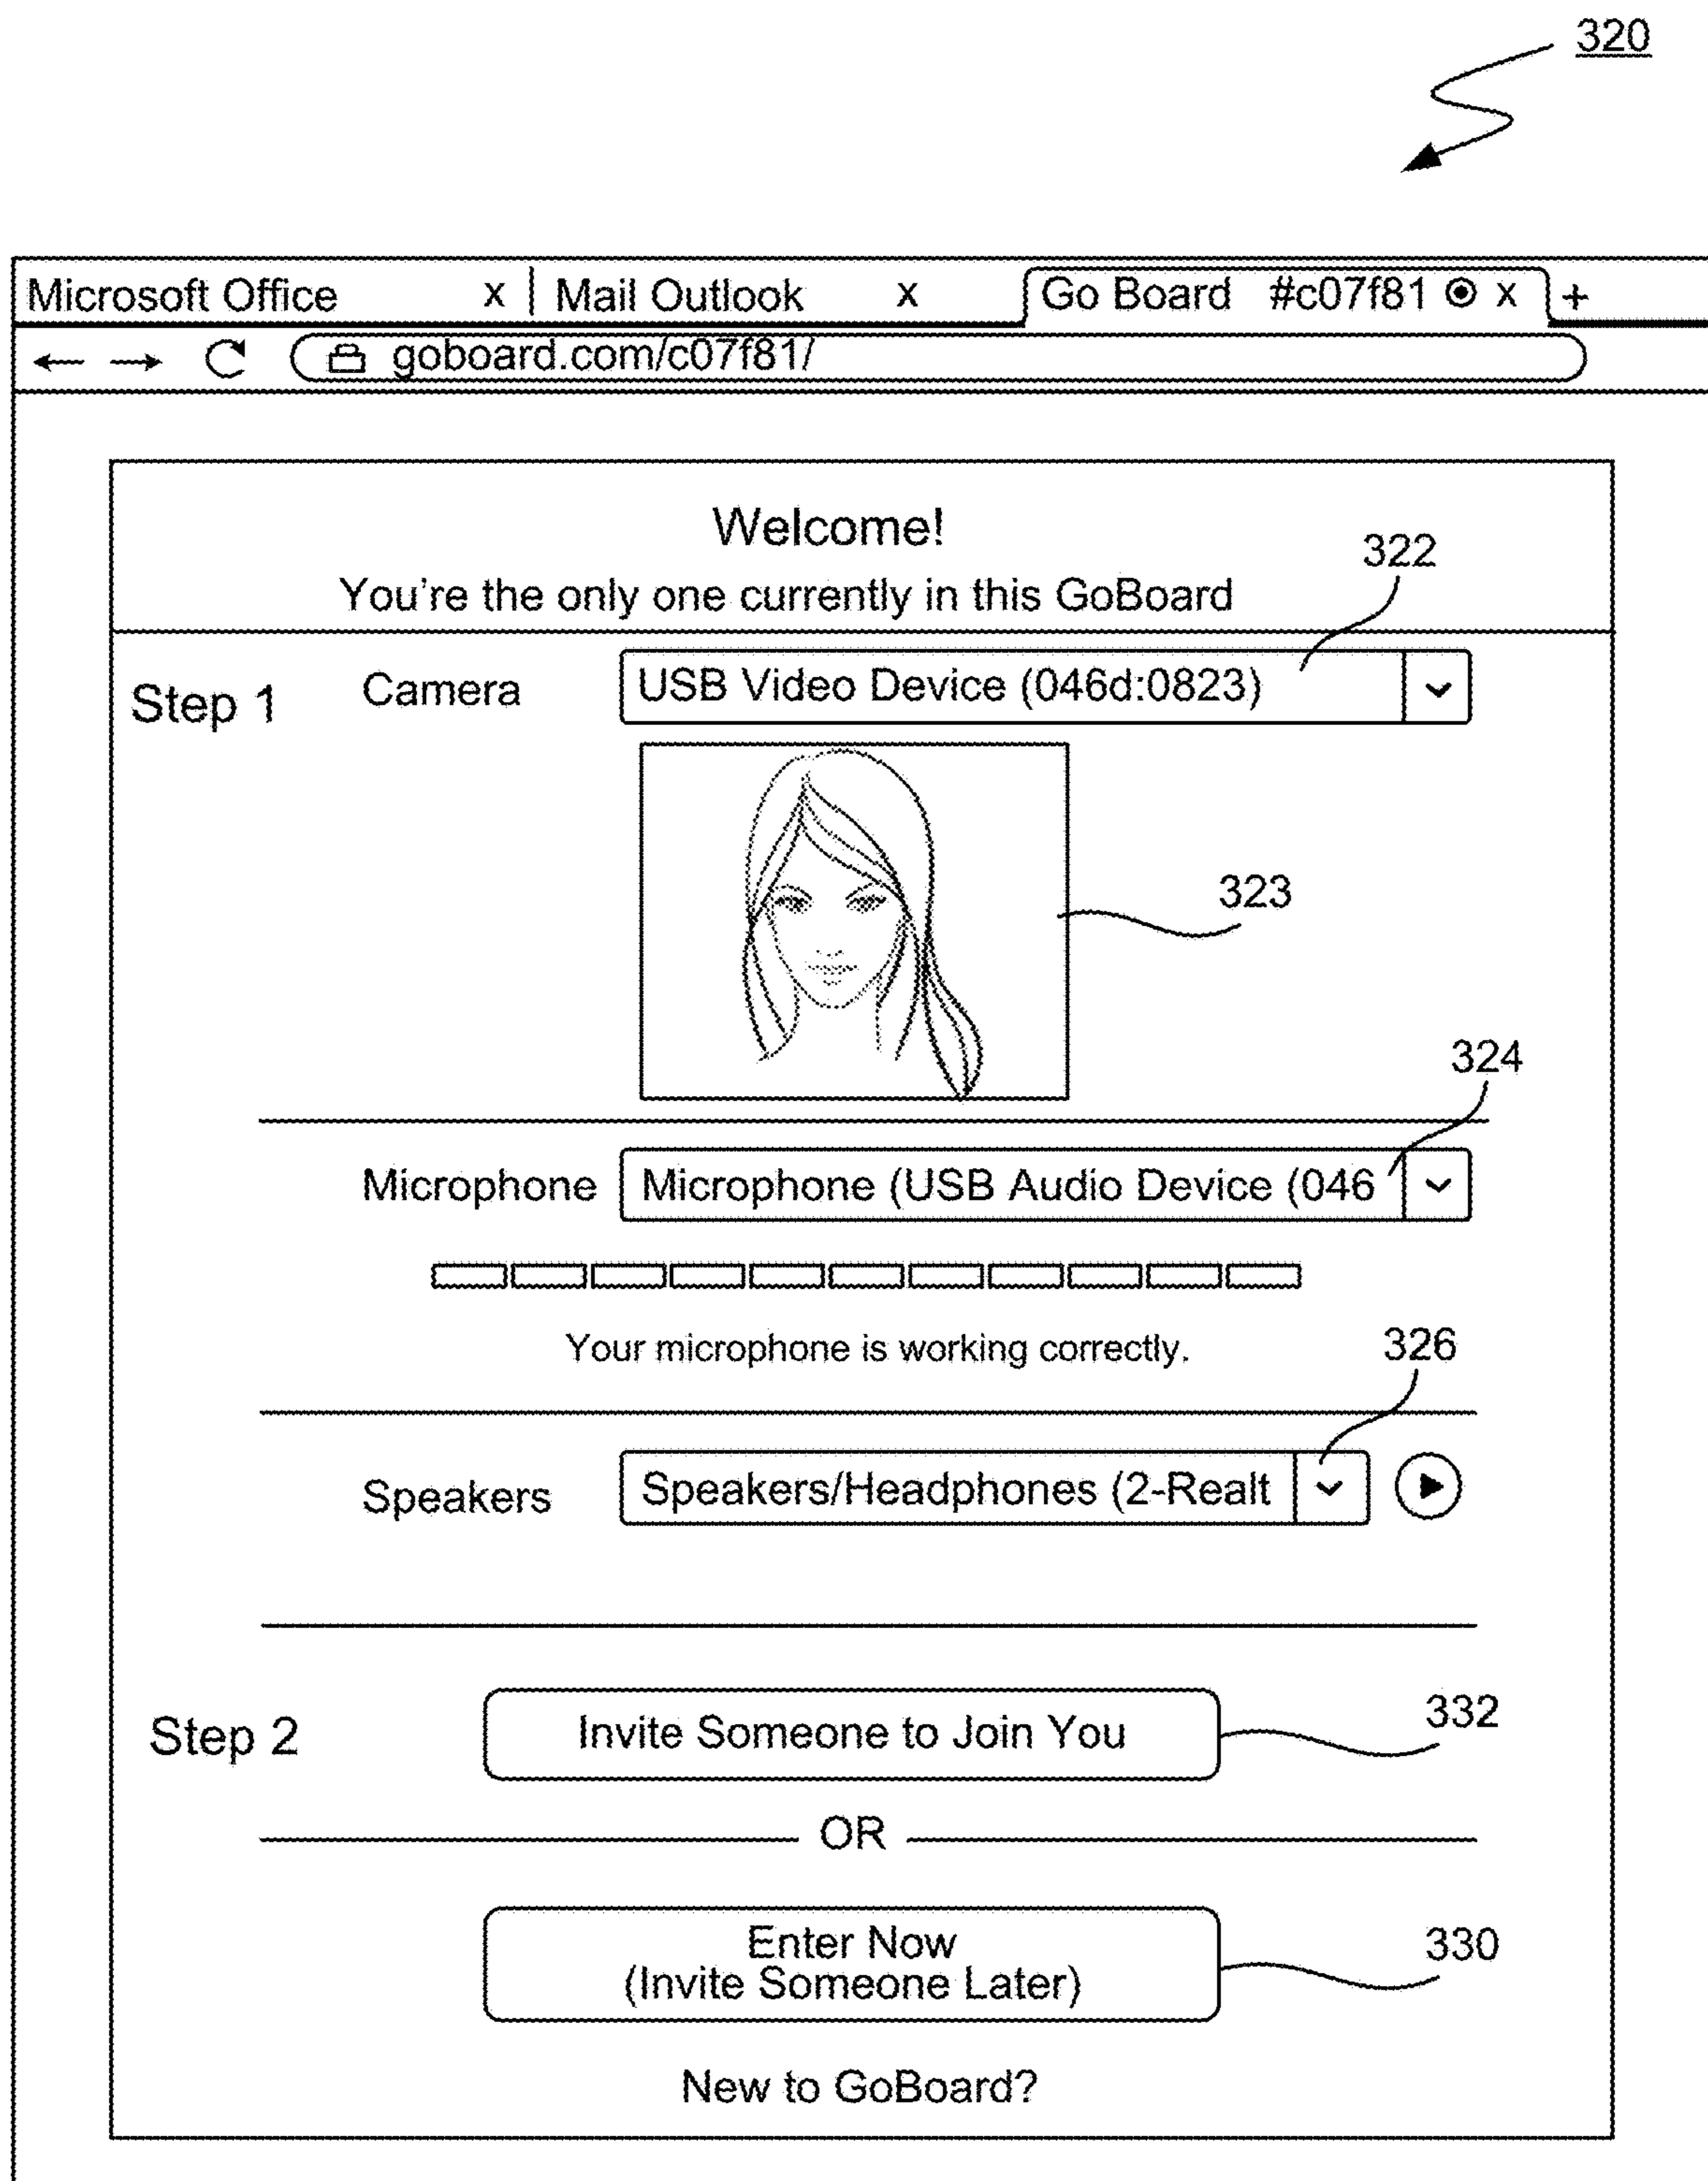 320
Microsoft Office x Mail Outlook x Go Board #c07f81 x +
goboard.com/c07f81/
Welcome!
You're the only one currently in this GoBoard
322
Step 1 Camera USB Video Device (046d:0823)
323
324
Microphone Microphone (USB Audio Device (046
Your microphone is working correctly.
326
Speakers Speakers/Headphones (2-Realt
Step 2 Invite Someone to Join You 332
OR
Enter Now
(Invite Someone Later) 330
New to GoBoard?